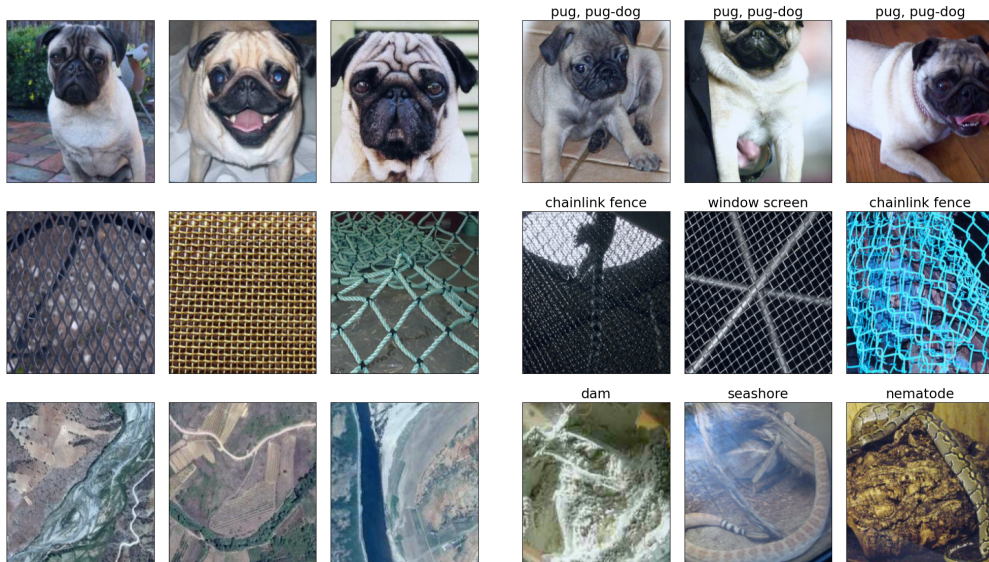 pug, pug-dog
pug, pug-dog
pug, pug-dog
chainlink fence
window screen
chainlink fence
dam
seashore
nematode